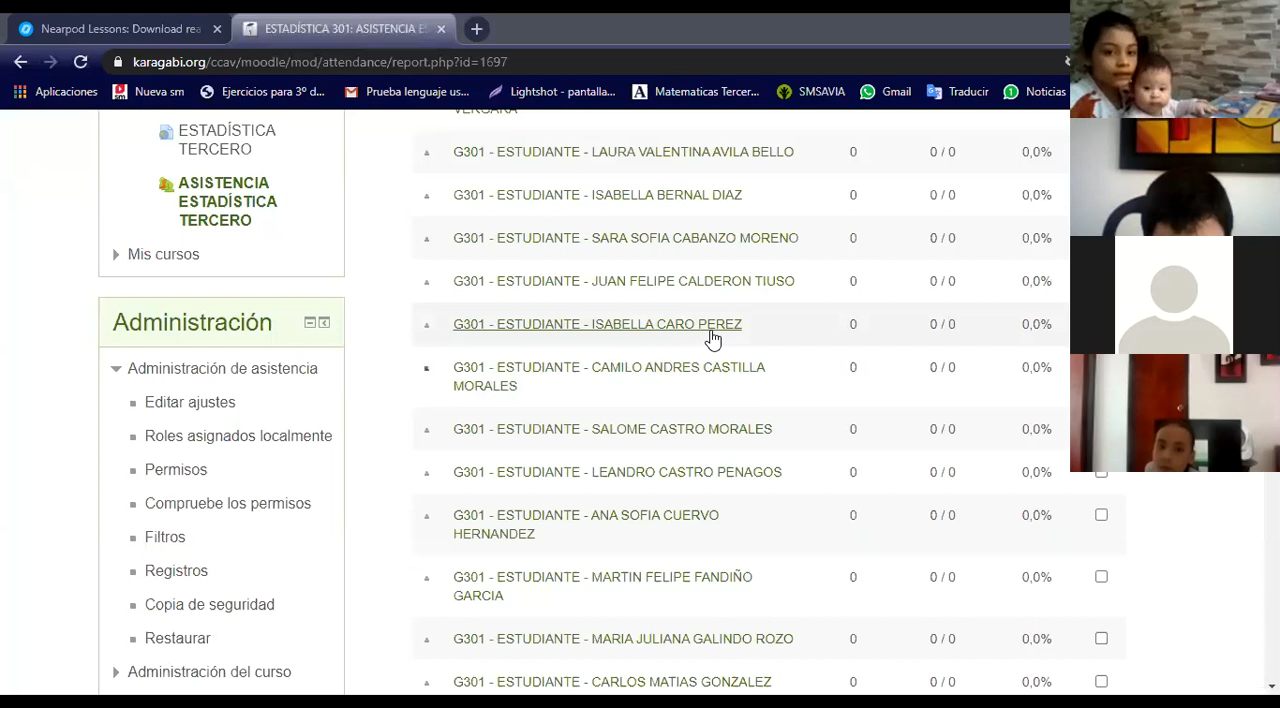 Nearpod Lessons: Download rea
ESTADÍSTICA 301: ASISTENCIA ES
karagabi.org/ccav/moodle/mod/attendance/report.php?id=1697
Aplicaciones
Nueva sm
Ejercicios para 3º d...
Prueba lenguaje us...
Lightshot - pantalla...
Matematicas Tercer...
SMSAVIA
Gmail
Traducir
Noticias
ESTADÍSTICA
TERCERO
ASISTENCIA
ESTADÍSTICA
TERCERO
Mis cursos
Administración
Administración de asistencia
Editar ajustes
Roles asignados localmente
Permisos
Compruebe los permisos
Filtros
Registros
Copia de seguridad
Restaurar
Administración del curso
VERGARA
G301 - ESTUDIANTE - LAURA VALENTINA AVILA BELLO 0 0 / 0 0,0%
G301 - ESTUDIANTE - ISABELLA BERNAL DIAZ 0 0 / 0 0,0%
G301 - ESTUDIANTE - SARA SOFIA CABANZO MORENO 0 0 / 0 0,0%
G301 - ESTUDIANTE - JUAN FELIPE CALDERON TIUSO 0 0 / 0 0,0%
G301 - ESTUDIANTE - ISABELLA CARO PEREZ 0 0 / 0 0,0%
G301 - ESTUDIANTE - CAMILO ANDRES CASTILLA 0 0 / 0 0,0%
MORALES
G301 - ESTUDIANTE - SALOME CASTRO MORALES 0 0 / 0 0,0%
G301 - ESTUDIANTE - LEANDRO CASTRO PENAGOS 0 0 / 0 0,0%
G301 - ESTUDIANTE - ANA SOFIA CUERVO 0 0 / 0 0,0%
HERNANDEZ
G301 - ESTUDIANTE - MARTIN FELIPE FANDIÑO 0 0 / 0 0,0%
GARCIA
G301 - ESTUDIANTE - MARIA JULIANA GALINDO ROZO 0 0 / 0 0,0%
G301 - ESTUDIANTE - CARLOS MATIAS GONZALEZ 0 0 / 0 0,0%